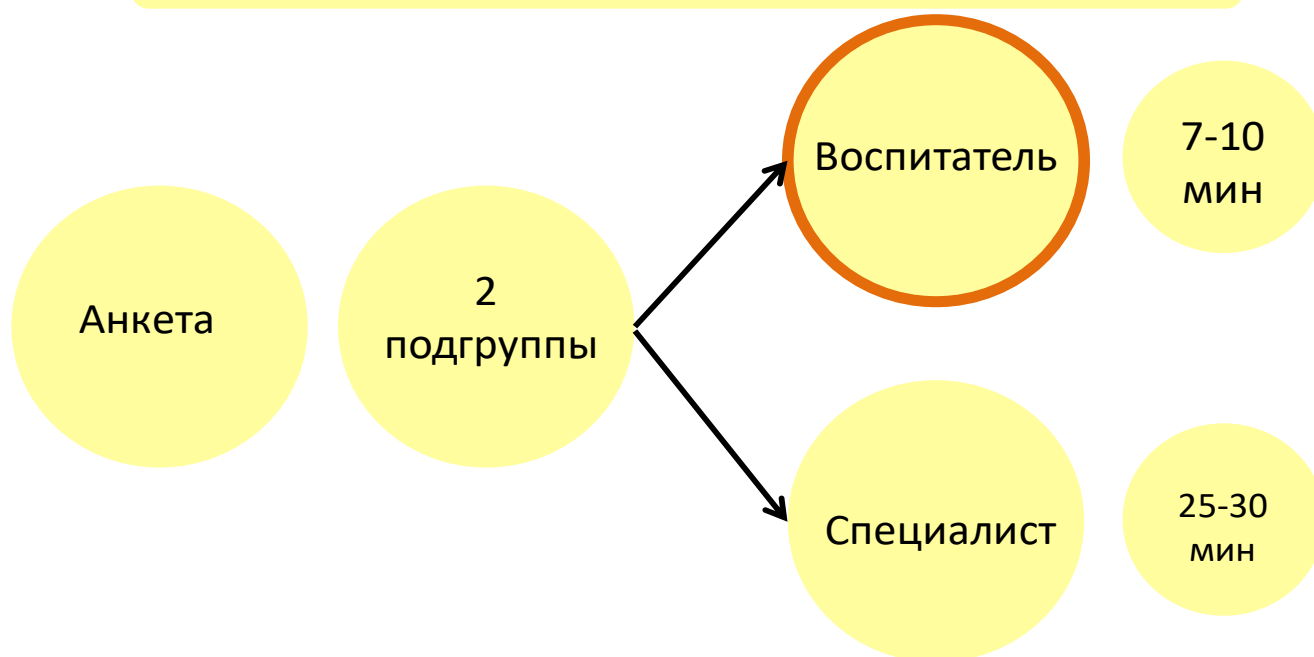 Анкета
2
подгруппы
Воспитатель
7-10
мин
Специалист
25-30
мин